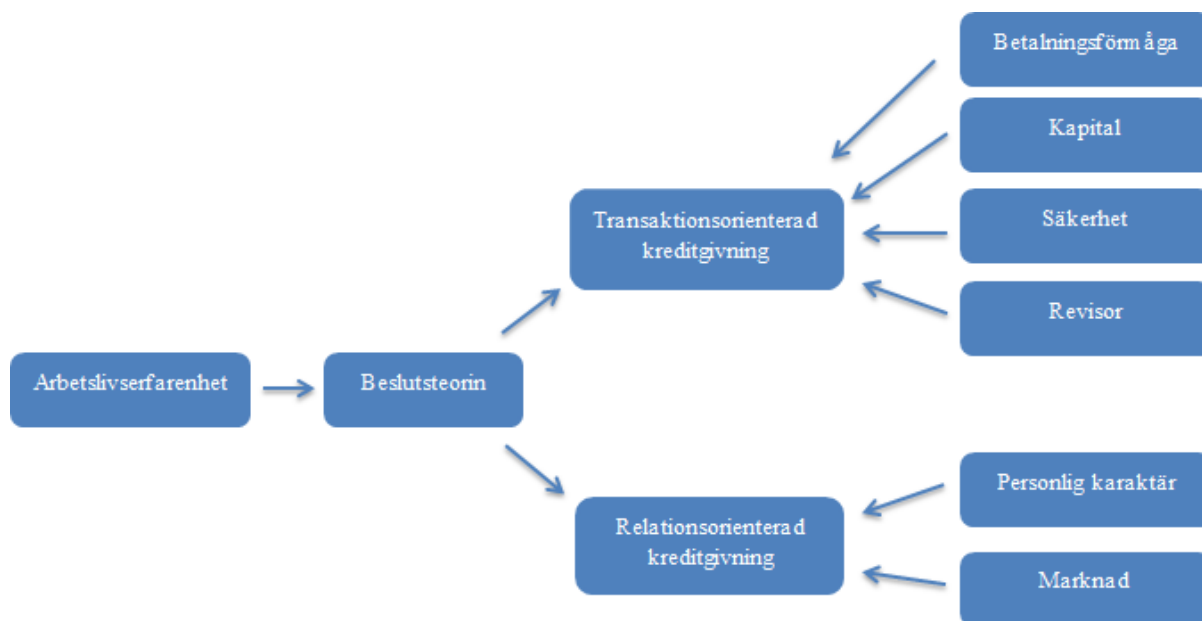 Betalningsförmåga
Kapital
Transaktionsorienterad
kreditgivning
Säkerhet
Revisor
Arbetslivserfarenhet
Beslutsteorin
Personlig karaktär
Relationsorienterad
kreditgivning
Marknad